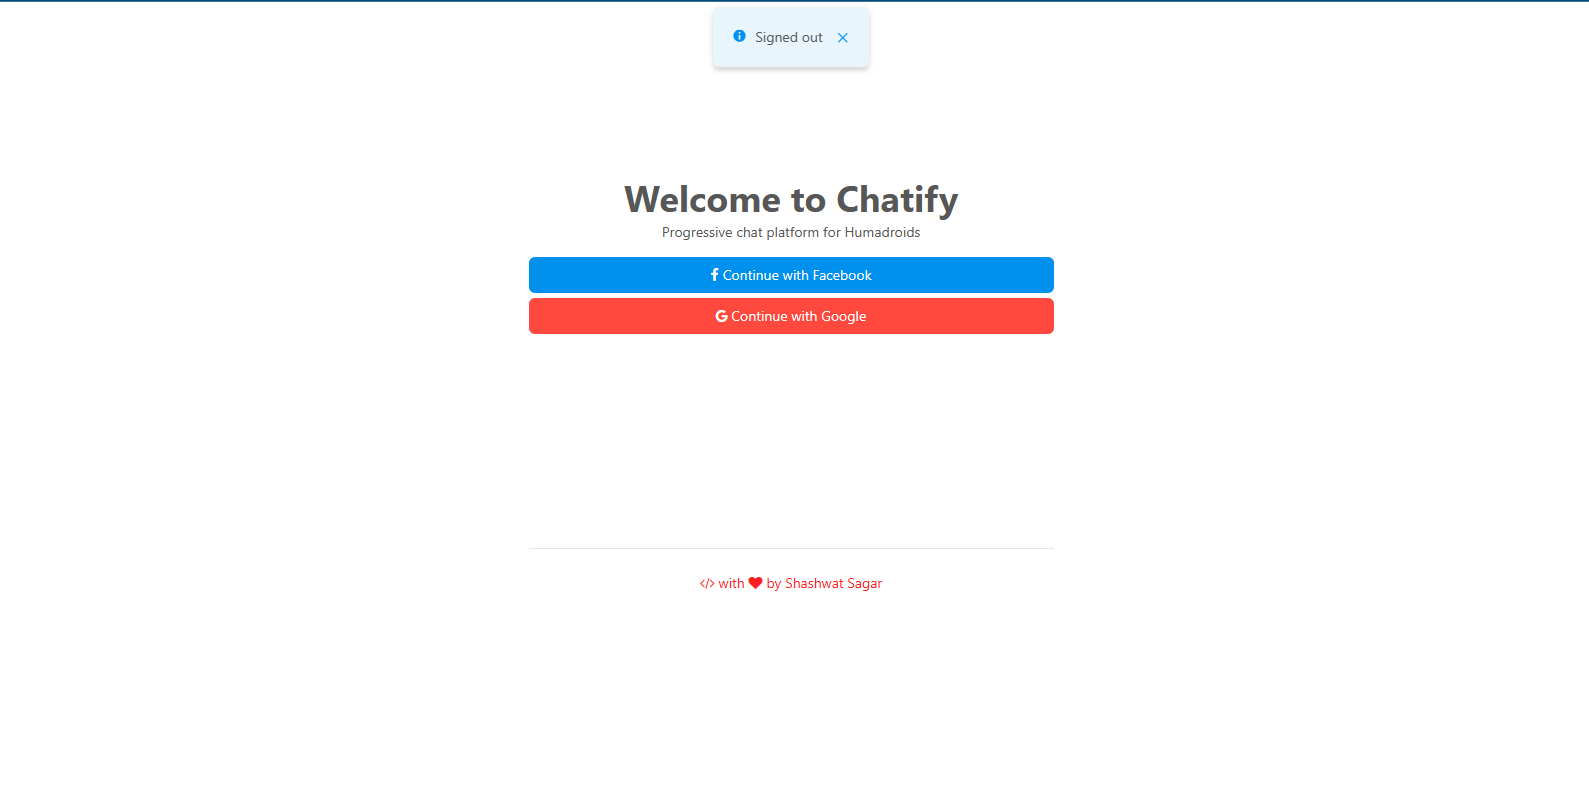 Signed out
Welcome to Chatify
Progressive chat platform for Humadroids
Continue with Facebook
Continue with Google
</> with ❤ by Shashwat Sagar